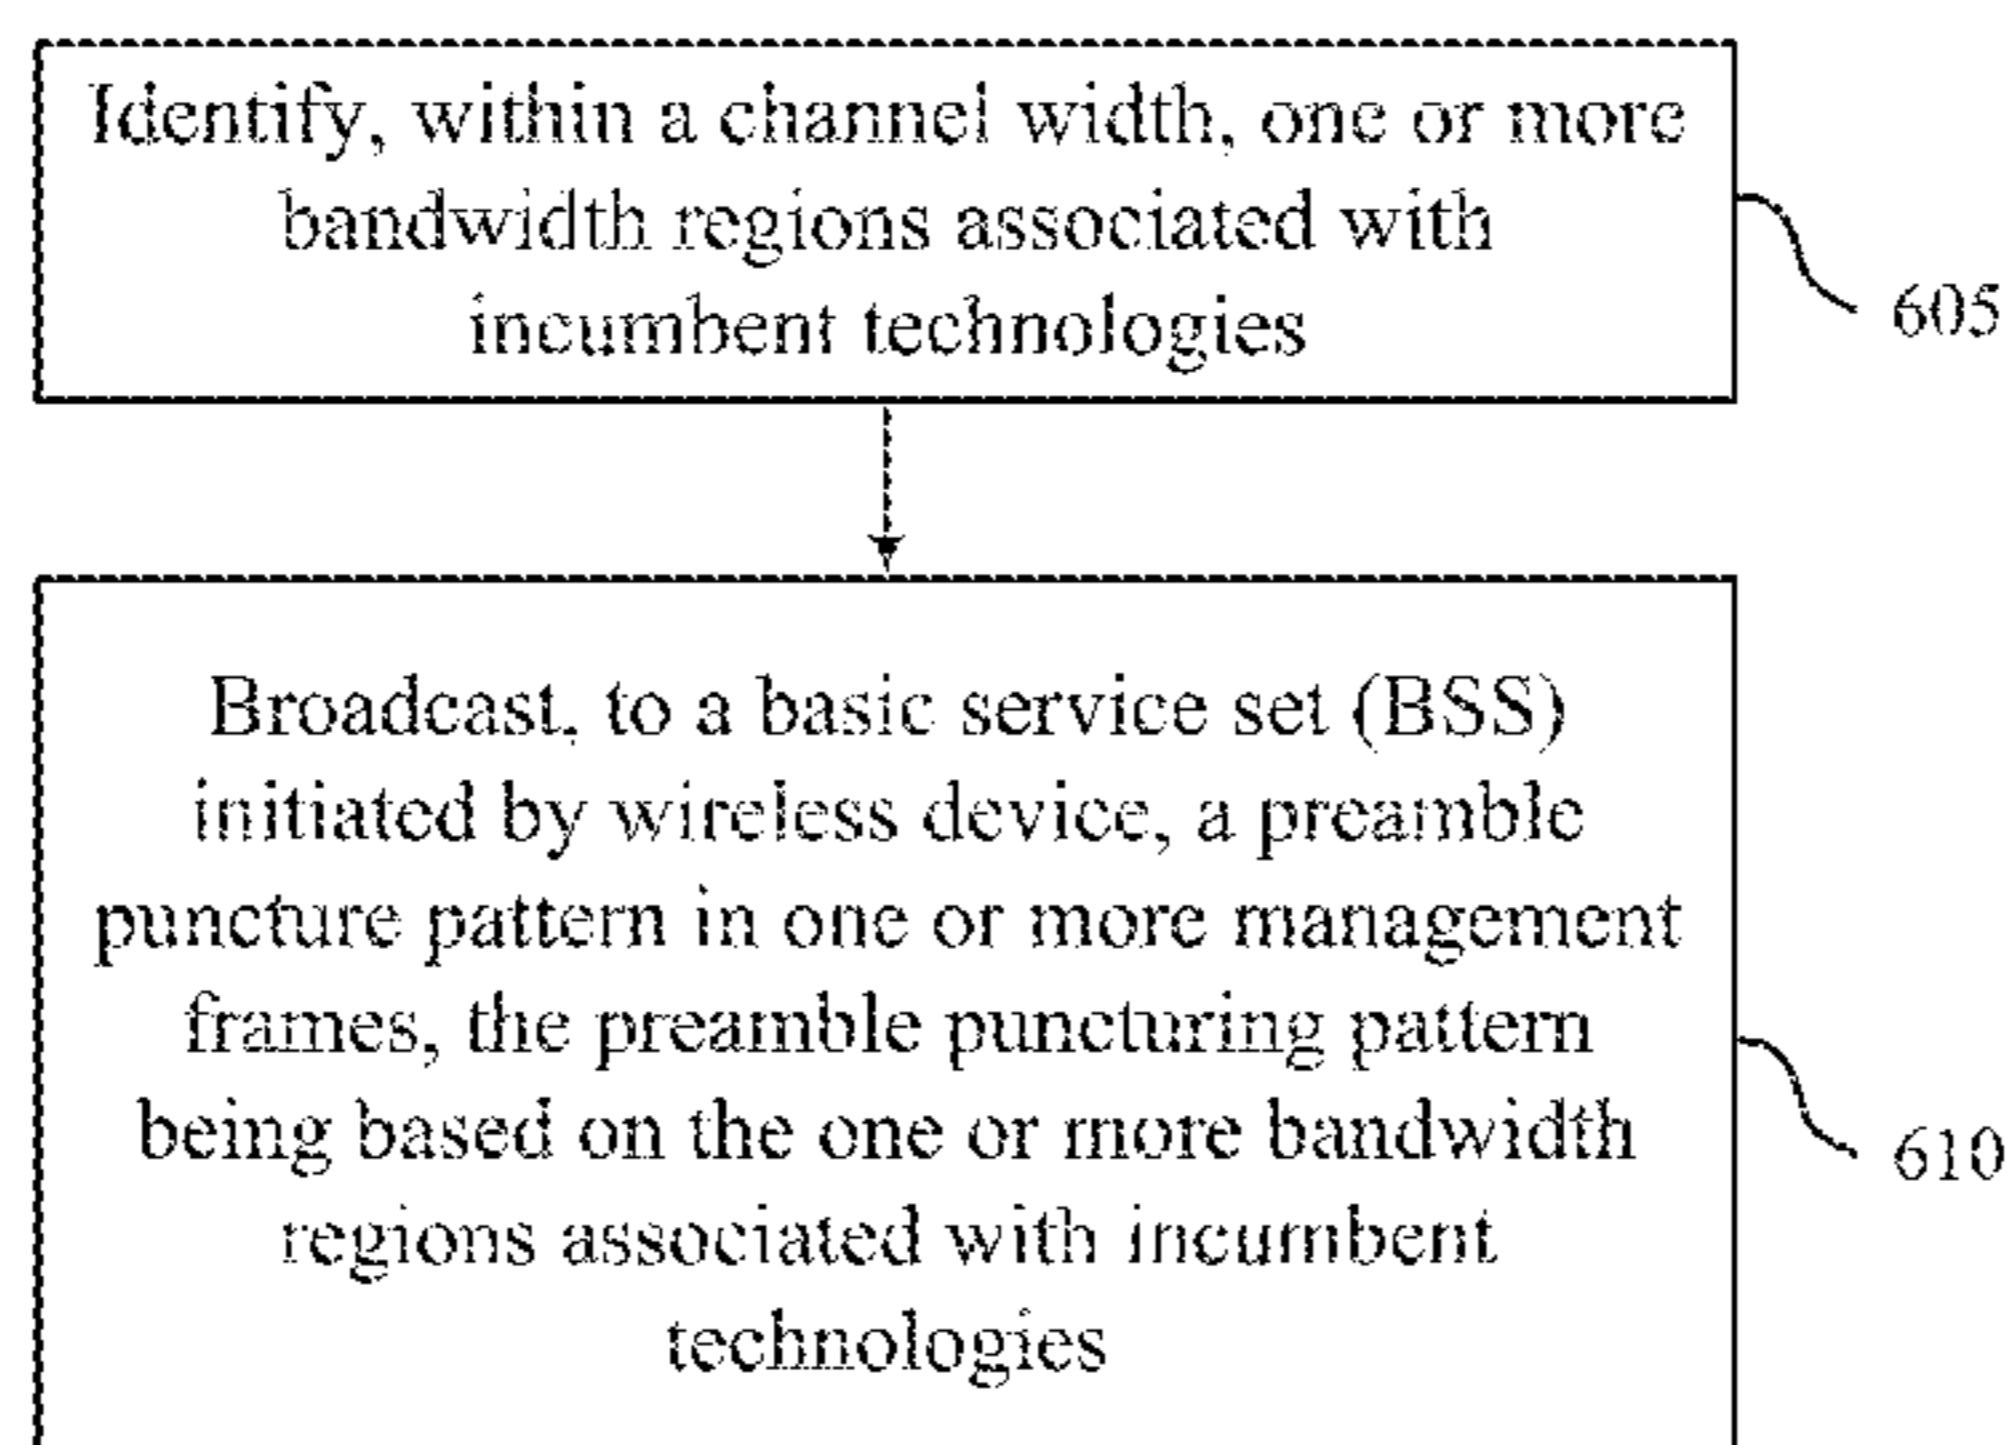 Identify, within a channel width, one or more
bandwidth regions associated with
incumbent technologies
605
Broadcast, to a basic service set (BSS)
initiated by wireless device, a preamble
puncture pattern in one or more management
frames, the preamble puncturing pattern
being based on the one or more bandwidth
regions associated with incumbent
technologies
610